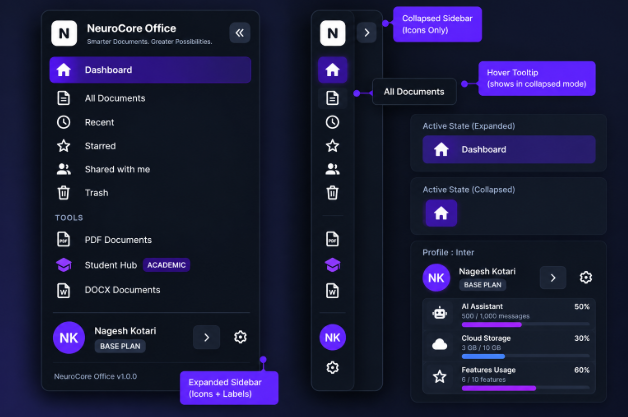 N
NeuroCore Office
Smarter Documents. Greater Possibilities.
Dashboard
All Documents
Recent
Starred
Shared with me
Trash
TOOLS
PDF
PDF Documents
Student Hub
ACADEMIC
W
DOCX Documents
NK
Nagesh Kotari
BASE PLAN
NeuroCore Office v1.0.0
Expanded Sidebar
(Icons + Labels)
N
PDF
W
NK
Collapsed Sidebar
(Icons Only)
All Documents
Hover Tooltip
(shows in collapsed mode)
Active State (Expanded)
Dashboard
Active State (Collapsed)
Profile : Inter
NK
Nagesh Kotari
BASE PLAN
AI Assistant
50%
500 / 1,000 messages
Cloud Storage
30%
3 GB / 10 GB
Features Usage
60%
6 / 10 features